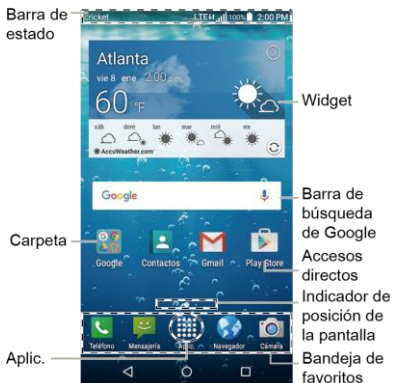 Barra de
estado
cricket
LTE 100% 2:00 PM
Atlanta
vie 8 ene 2:00 p.m.
60 °F
sáb dom lun mar mié vie
AccuWeather.com
Widget
Google
Barra de
búsqueda
de Google
Carpeta
Google Contactos Gmail Play Store
Accesos
directos
Indicador de
posición de
la pantalla
Teléfono Mensajería Aplic. Navegador Cámara
Aplic.
Bandeja de
favoritos